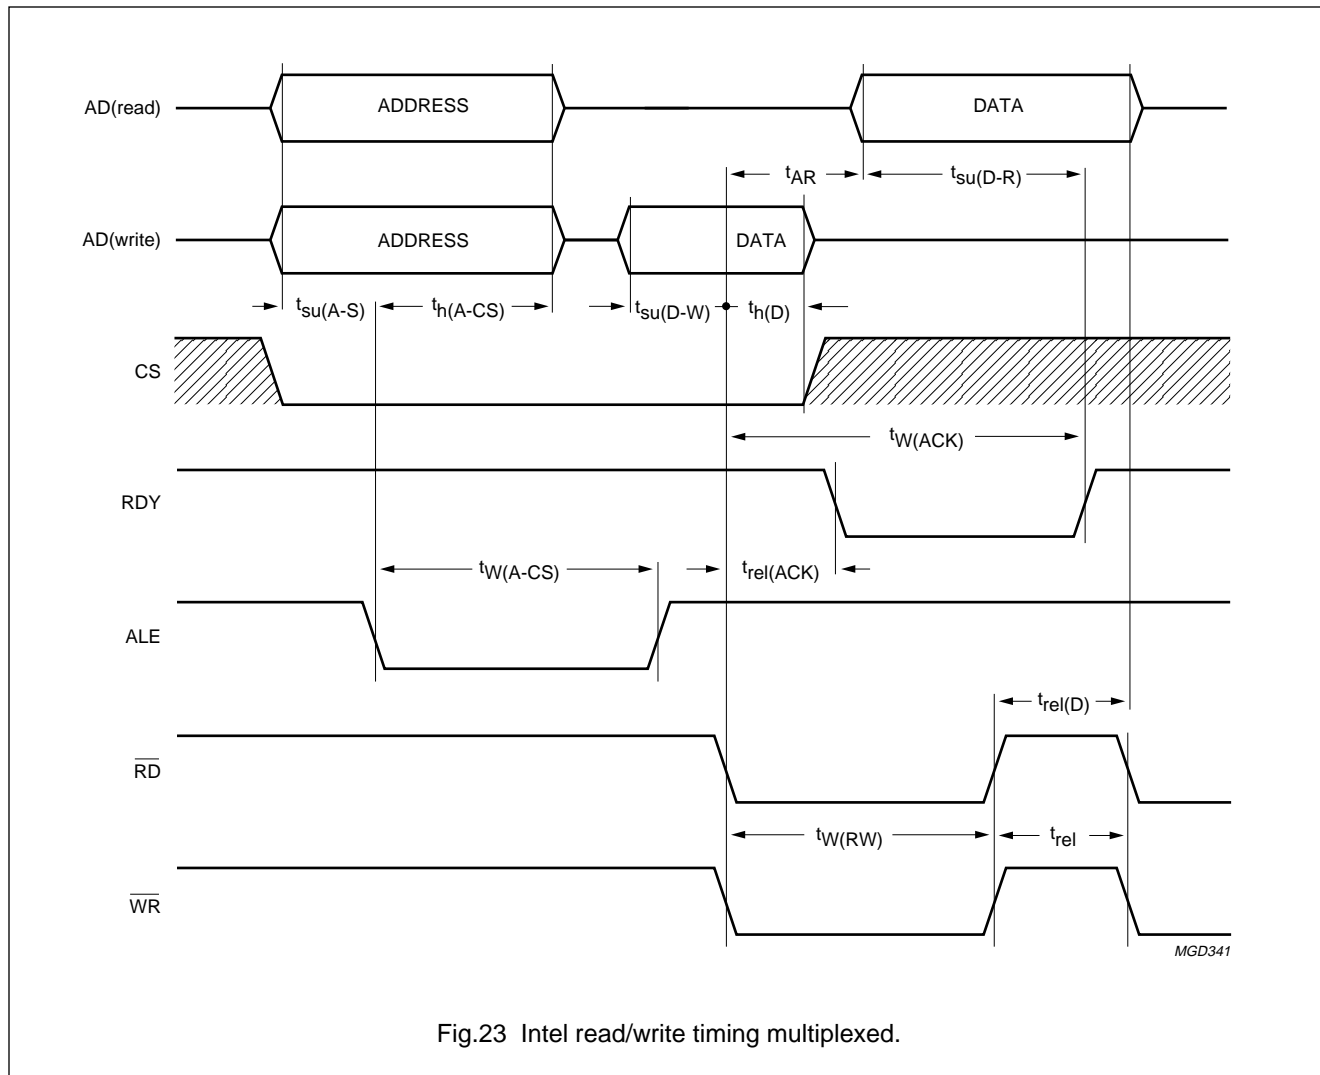 AD(read)
ADDRESS
DATA
tAR
tsu(D-R)
AD(write)
ADDRESS
DATA
tsu(A-S)
th(A-CS)
tsu(D-W)
th(D)
CS
tW(ACK)
RDY
tW(A-CS)
trel(ACK)
ALE
trel(D)
RD
tW(RW)
trel
WR
MGD341
Fig.23 Intel read/write timing multiplexed.